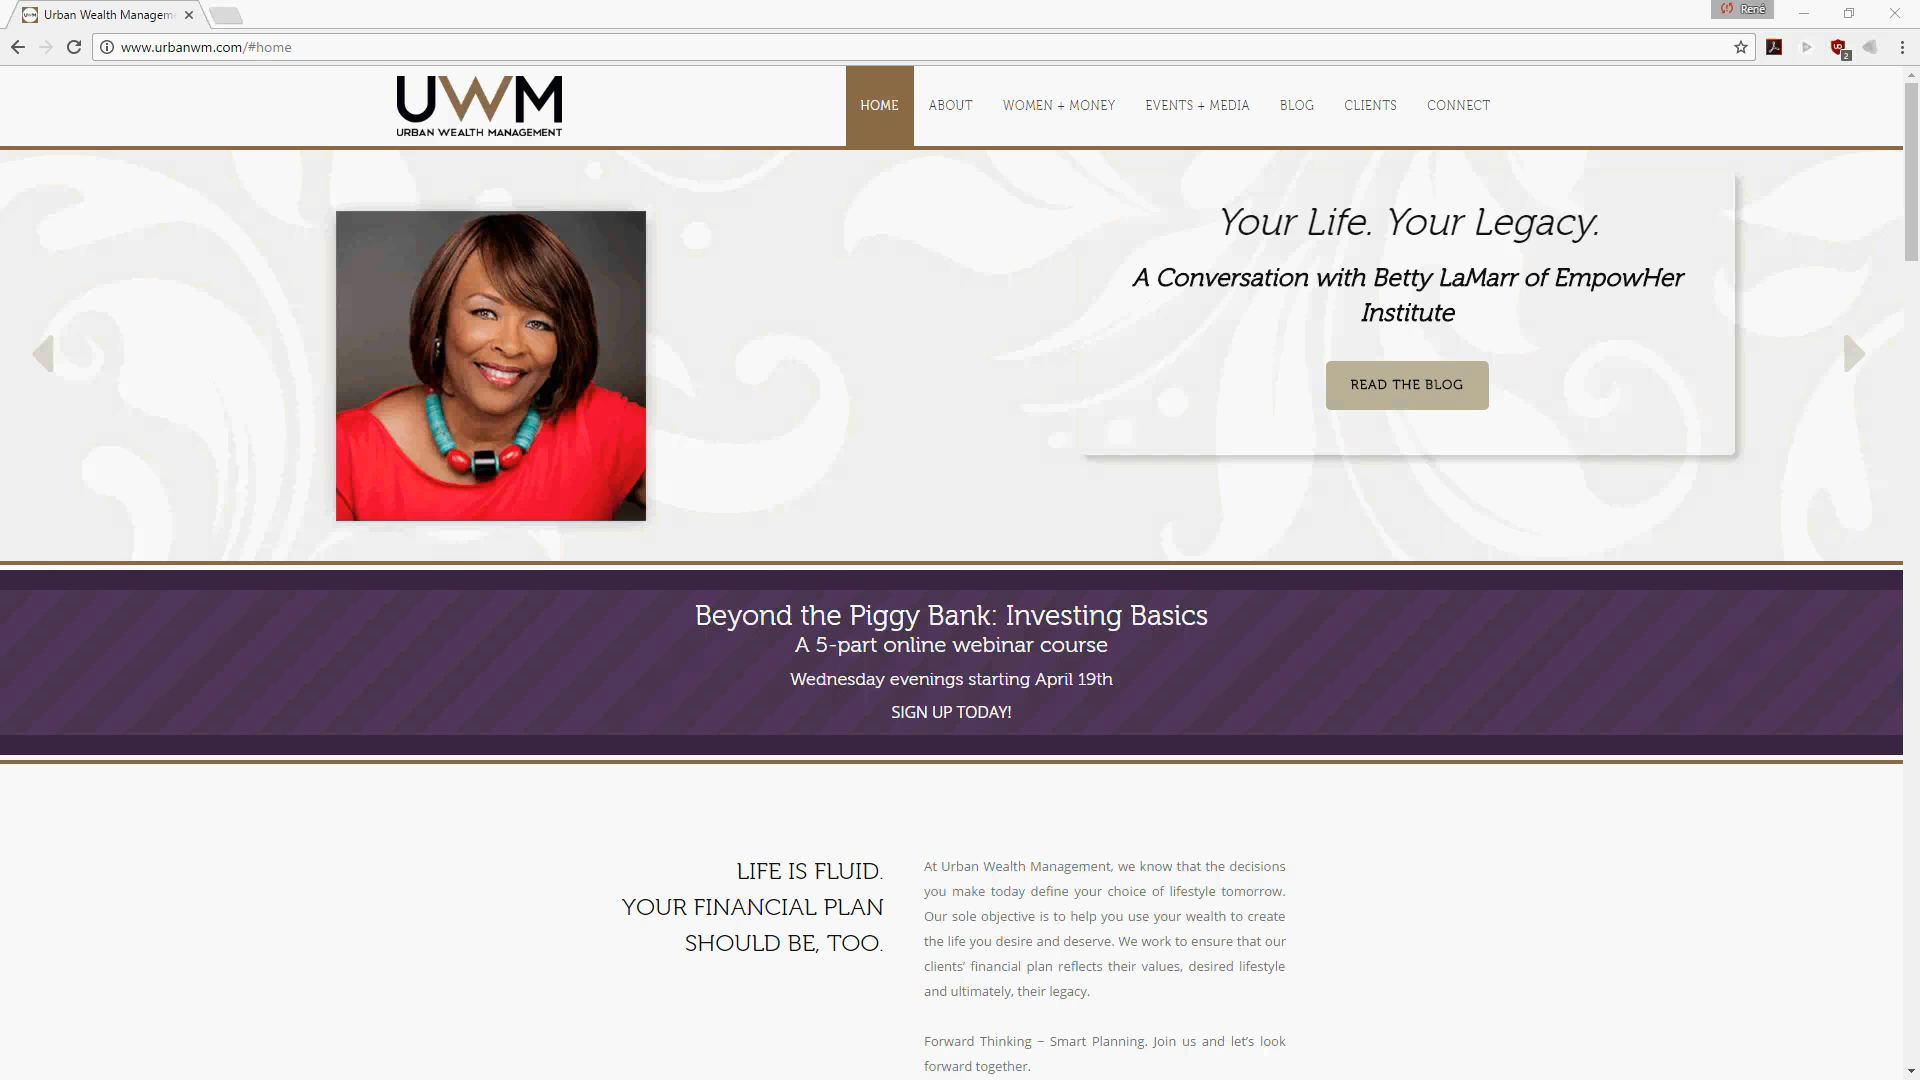 Urban Wealth Managem
René
www.urbanwm.com/#home
2
UWM
URBAN WEALTH MANAGEMENT
HOME
ABOUT
WOMEN + MONEY
EVENTS + MEDIA
BLOG
CLIENTS
CONNECT
Your Life. Your Legacy.
A Conversation with Betty LaMarr of EmpowHer
Institute
READ THE BLOG
Beyond the Piggy Bank: Investing Basics
A 5-part online webinar course
Wednesday evenings starting April 19th
SIGN UP TODAY!
LIFE IS FLUID.
YOUR FINANCIAL PLAN
SHOULD BE, TOO.
At Urban Wealth Management, we know that the decisions
you make today define your choice of lifestyle tomorrow.
Our sole objective is to help you use your wealth to create
the life you desire and deserve. We work to ensure that our
clients’ financial plan reflects their values, desired lifestyle
and ultimately, their legacy.
Forward Thinking – Smart Planning. Join us and let’s look
forward together.